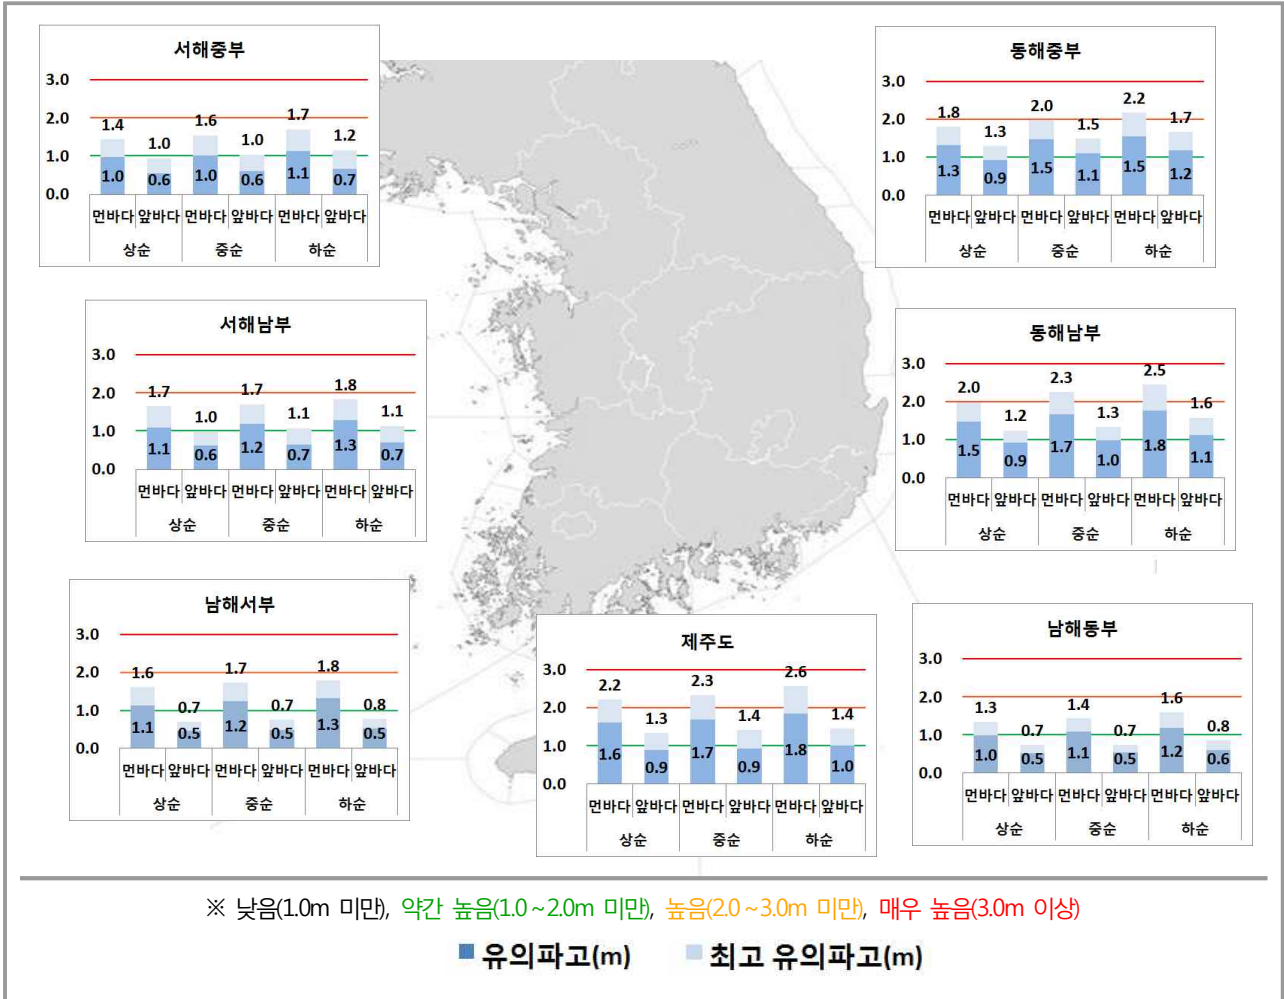 서해중부
3.0
2.0
1.0
0.0
1.4 1.0 1.6 1.0 1.7 1.2
1.0 0.6 1.0 0.6 1.1 0.7
먼바다 앞바다 먼바다 앞바다 먼바다 앞바다
상순 중순 하순
동해중부
3.0
2.0
1.0
0.0
1.8 1.3 2.0 1.5 2.2 1.7
1.3 0.9 1.5 1.1 1.5 1.2
먼바다 앞바다 먼바다 앞바다 먼바다 앞바다
상순 중순 하순
서해남부
3.0
2.0
1.0
0.0
1.7 1.0 1.7 1.1 1.8 1.1
1.1 0.6 1.2 0.7 1.3 0.7
먼바다 앞바다 먼바다 앞바다 먼바다 앞바다
상순 중순 하순
동해남부
3.0
2.0
1.0
0.0
2.0 1.2 2.3 1.3 2.5 1.6
1.5 0.9 1.7 1.0 1.8 1.1
먼바다 앞바다 먼바다 앞바다 먼바다 앞바다
상순 중순 하순
남해서부
3.0
2.0
1.0
0.0
1.6 0.7 1.7 0.7 1.8 0.8
1.1 0.5 1.2 0.5 1.3 0.5
먼바다 앞바다 먼바다 앞바다 먼바다 앞바다
상순 중순 하순
제주도
3.0
2.0
1.0
0.0
2.2 1.3 2.3 1.4 2.6 1.4
1.6 0.9 1.7 0.9 1.8 1.0
먼바다 앞바다 먼바다 앞바다 먼바다 앞바다
상순 중순 하순
남해동부
3.0
2.0
1.0
0.0
1.3 0.7 1.4 0.7 1.6 0.8
1.0 0.5 1.1 0.5 1.2 0.6
먼바다 앞바다 먼바다 앞바다 먼바다 앞바다
상순 중순 하순
※ 낮음(1.0m 미만), 약간 높음(1.0 ~ 2.0m 미만), 높음(2.0 ~ 3.0m 미만), 매우 높음(3.0m 이상)
유의파고(m) 최고 유의파고(m)